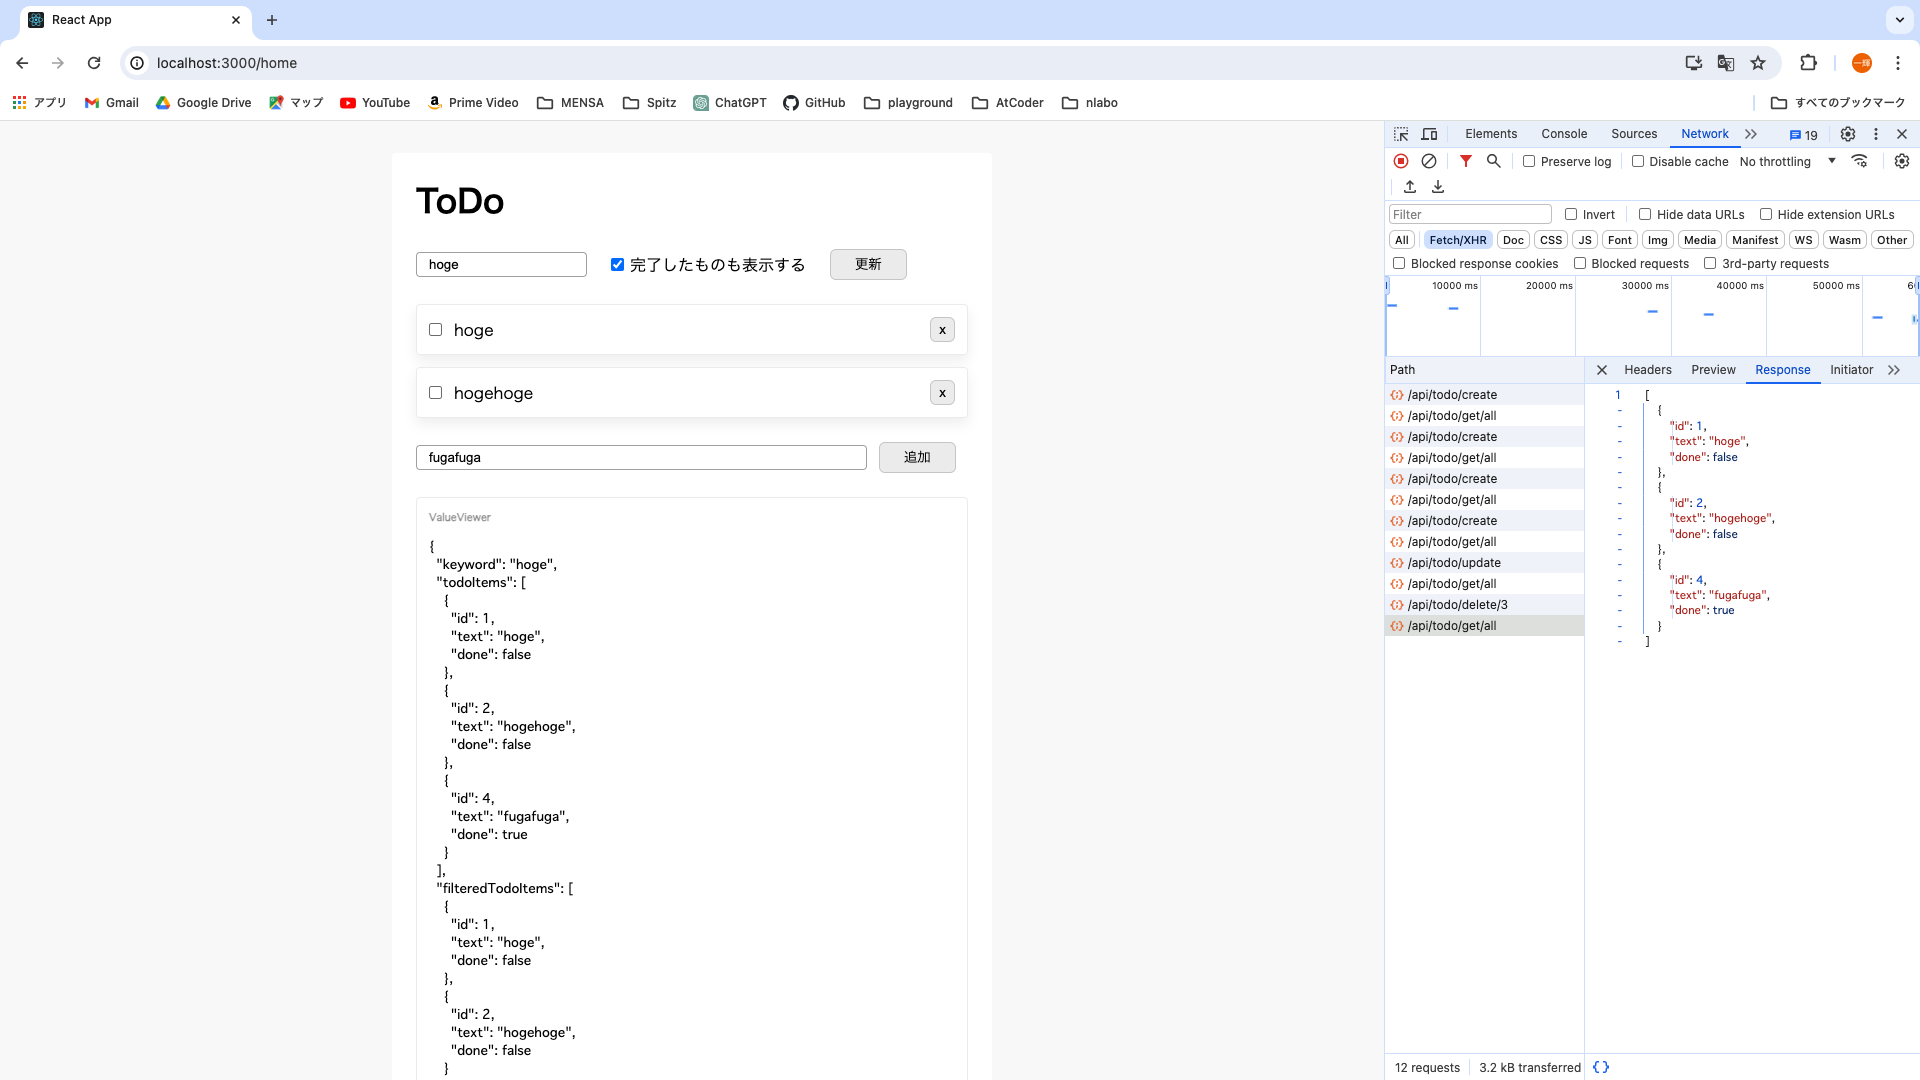 React App
localhost:3000/home
アプリ
Gmail
Google Drive
マップ
YouTube
Prime Video
MENSA
Spitz
ChatGPT
GitHub
playground
AtCoder
nlabo
すべてのブックマーク
ToDo
hoge
完了したものも表示する
更新
hoge
x
hogehoge
x
fugafuga
追加
ValueViewer
{
"keyword": "hoge",
"todoItems": [
{
"id": 1,
"text": "hoge",
"done": false
},
{
"id": 2,
"text": "hogehoge",
"done": false
},
{
"id": 4,
"text": "fugafuga",
"done": true
}
],
"filteredTodoItems": [
{
"id": 1,
"text": "hoge",
"done": false
},
{
"id": 2,
"text": "hogehoge",
"done": false
}
Elements Console Sources Network 19
Preserve log Disable cache No throttling
Filter Invert Hide data URLs Hide extension URLs
All Fetch/XHR Doc CSS JS Font Img Media Manifest WS Wasm Other
Blocked response cookies Blocked requests 3rd-party requests
10000 ms 20000 ms 30000 ms 40000 ms 50000 ms
Path
/api/todo/create
/api/todo/get/all
/api/todo/create
/api/todo/get/all
/api/todo/create
/api/todo/get/all
/api/todo/create
/api/todo/get/all
/api/todo/update
/api/todo/get/all
/api/todo/delete/3
/api/todo/get/all
Headers Preview Response Initiator
1 [
- {
- "id": 1,
- "text": "hoge",
- "done": false
- },
- {
- "id": 2,
- "text": "hogehoge",
- "done": false
- },
- {
- "id": 4,
- "text": "fugafuga",
- "done": true
- }
- ]
12 requests 3.2 kB transferred {}